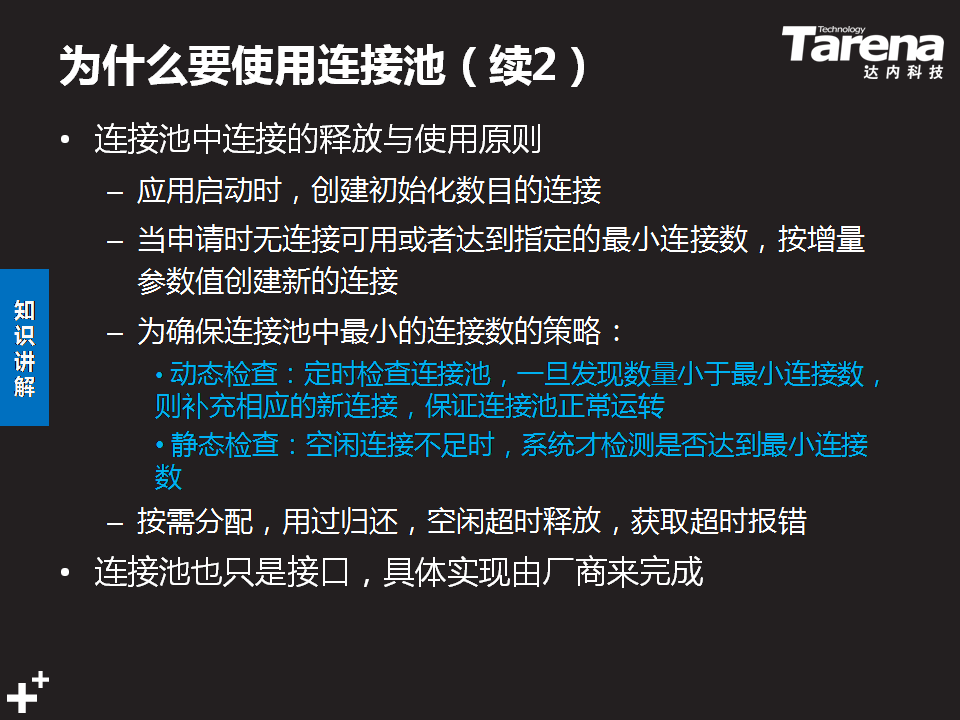 为什么要使用连接池（续2）
Technology
Tarena
达内科技
• 连接池中连接的释放与使用原则
– 应用启动时，创建初始化数目的连接
– 当申请时无连接可用或者达到指定的最小连接数，按增量
参数值创建新的连接
– 为确保连接池中最小的连接数的策略：
• 动态检查：定时检查连接池，一旦发现数量小于最小连接数，
则补充相应的新连接，保证连接池正常运转
• 静态检查：空闲连接不足时，系统才检测是否达到最小连接
数
– 按需分配，用过归还，空闲超时释放，获取超时报错
• 连接池也只是接口，具体实现由厂商来完成
知
识
讲
解